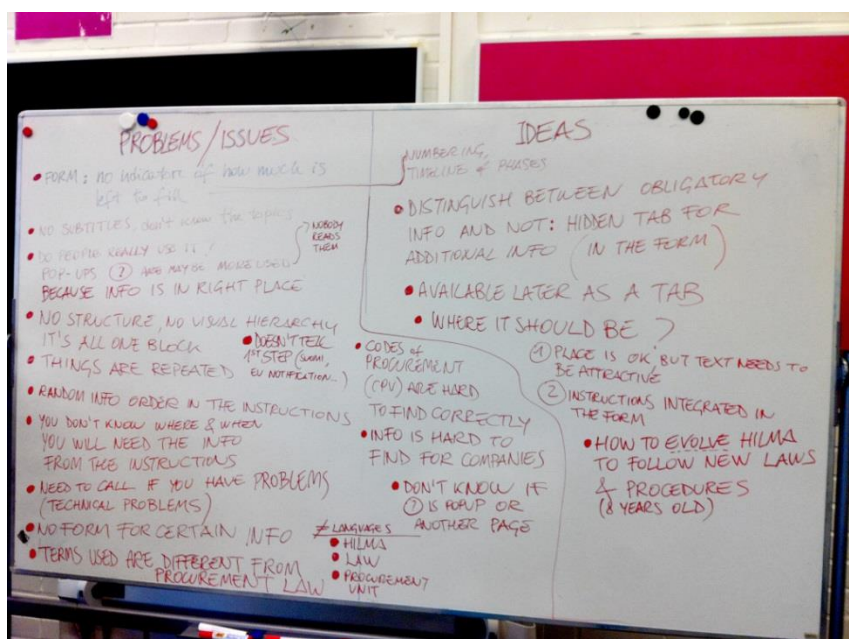 PROBLEMS/ISSUES
• FORM: no indication of how much is
left to fill
• NO SUBTITLES, don't know the topics
• DO PEOPLE REALLY USE IT?
POP-UPS ? ARE MAYBE MORE USED
BECAUSE INFO IS IN RIGHT PLACE
NOBODY
READS
THEM
• NO STRUCTURE, NO VISUAL HIERARCHY
IT'S ALL ONE BLOCK
• DOESN'T TELL
1ST STEP (SUOMI,
EU NOTIFICATION...)
• THINGS ARE REPEATED
• RANDOM INFO ORDER IN THE INSTRUCTIONS
• YOU DON'T KNOW WHERE & WHEN
YOU WILL NEED THE INFO
FROM THE INSTRUCTIONS
• NEED TO CALL IF YOU HAVE PROBLEMS
(TECHNICAL PROBLEMS)
• NO FORM FOR CERTAIN INFO
• TERMS USED ARE DIFFERENT FROM
PROCUREMENT LAW
≠ LANGUAGES
• HILMA
• LAW
• PROCUREMENT
UNIT
• CODES of
PROCUREMENT
(CPV) ARE HARD
TO FIND CORRECTLY
• INFO IS HARD TO
FIND FOR COMPANIES
• DON'T KNOW IF
? IS POPUP OR
ANOTHER PAGE
IDEAS
NUMBERING,
TIMELINE of PHASES
• DISTINGUISH BETWEEN OBLIGATORY
INFO AND NOT: HIDDEN TAB FOR
ADDITIONAL INFO (IN THE FORM)
• AVAILABLE LATER AS A TAB
• WHERE IT SHOULD BE?
1 PLACE IS OK BUT TEXT NEEDS TO
BE ATTRACTIVE
2 INSTRUCTIONS INTEGRATED IN
THE FORM
• HOW TO EVOLVE HILMA
TO FOLLOW NEW LAWS
& PROCEDURES
(8 YEARS OLD)